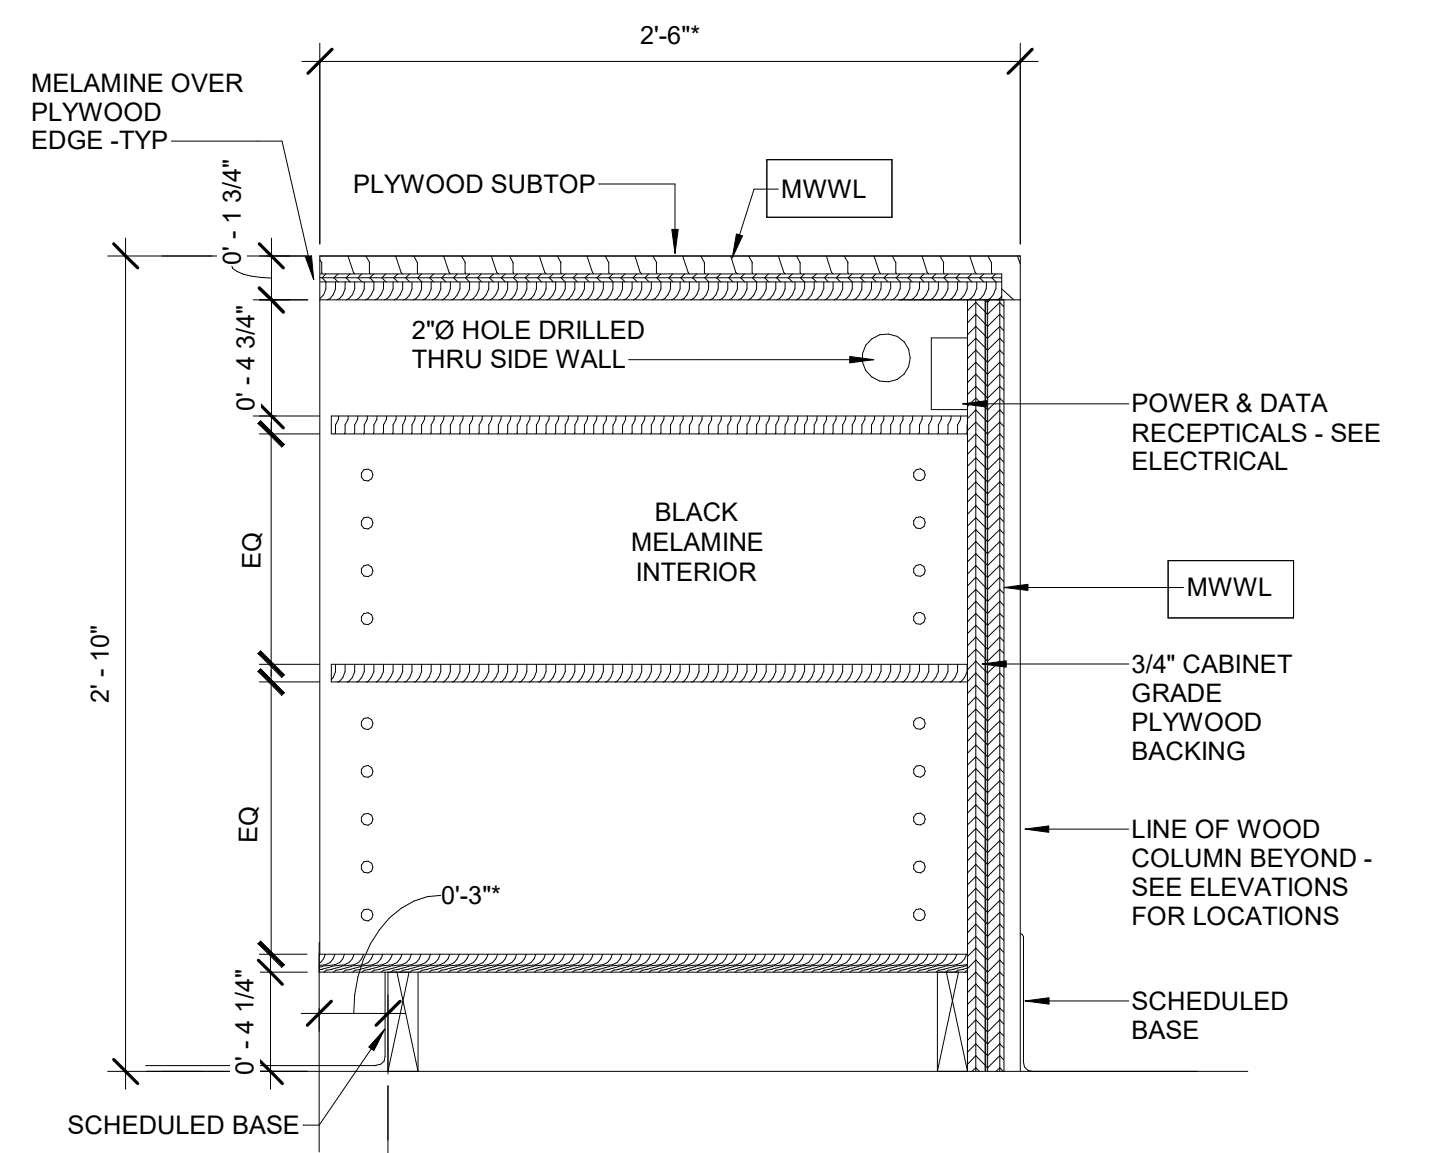 2'-6"*
MELAMINE OVER
PLYWOOD
EDGE -TYP
PLYWOOD SUBTOP
MWWL
0' - 1 3/4"
2"Ø HOLE DRILLED
THRU SIDE WALL
0' - 4 3/4"
POWER & DATA
RECEPTICALS - SEE
ELECTRICAL
BLACK
MELAMINE
INTERIOR
EQ
MWWL
2' - 10"
3/4" CABINET
GRADE
PLYWOOD
BACKING
EQ
LINE OF WOOD
COLUMN BEYOND -
SEE ELEVATIONS
FOR LOCATIONS
0'-3"*
0' - 4 1/4"
SCHEDULED
BASE
SCHEDULED BASE